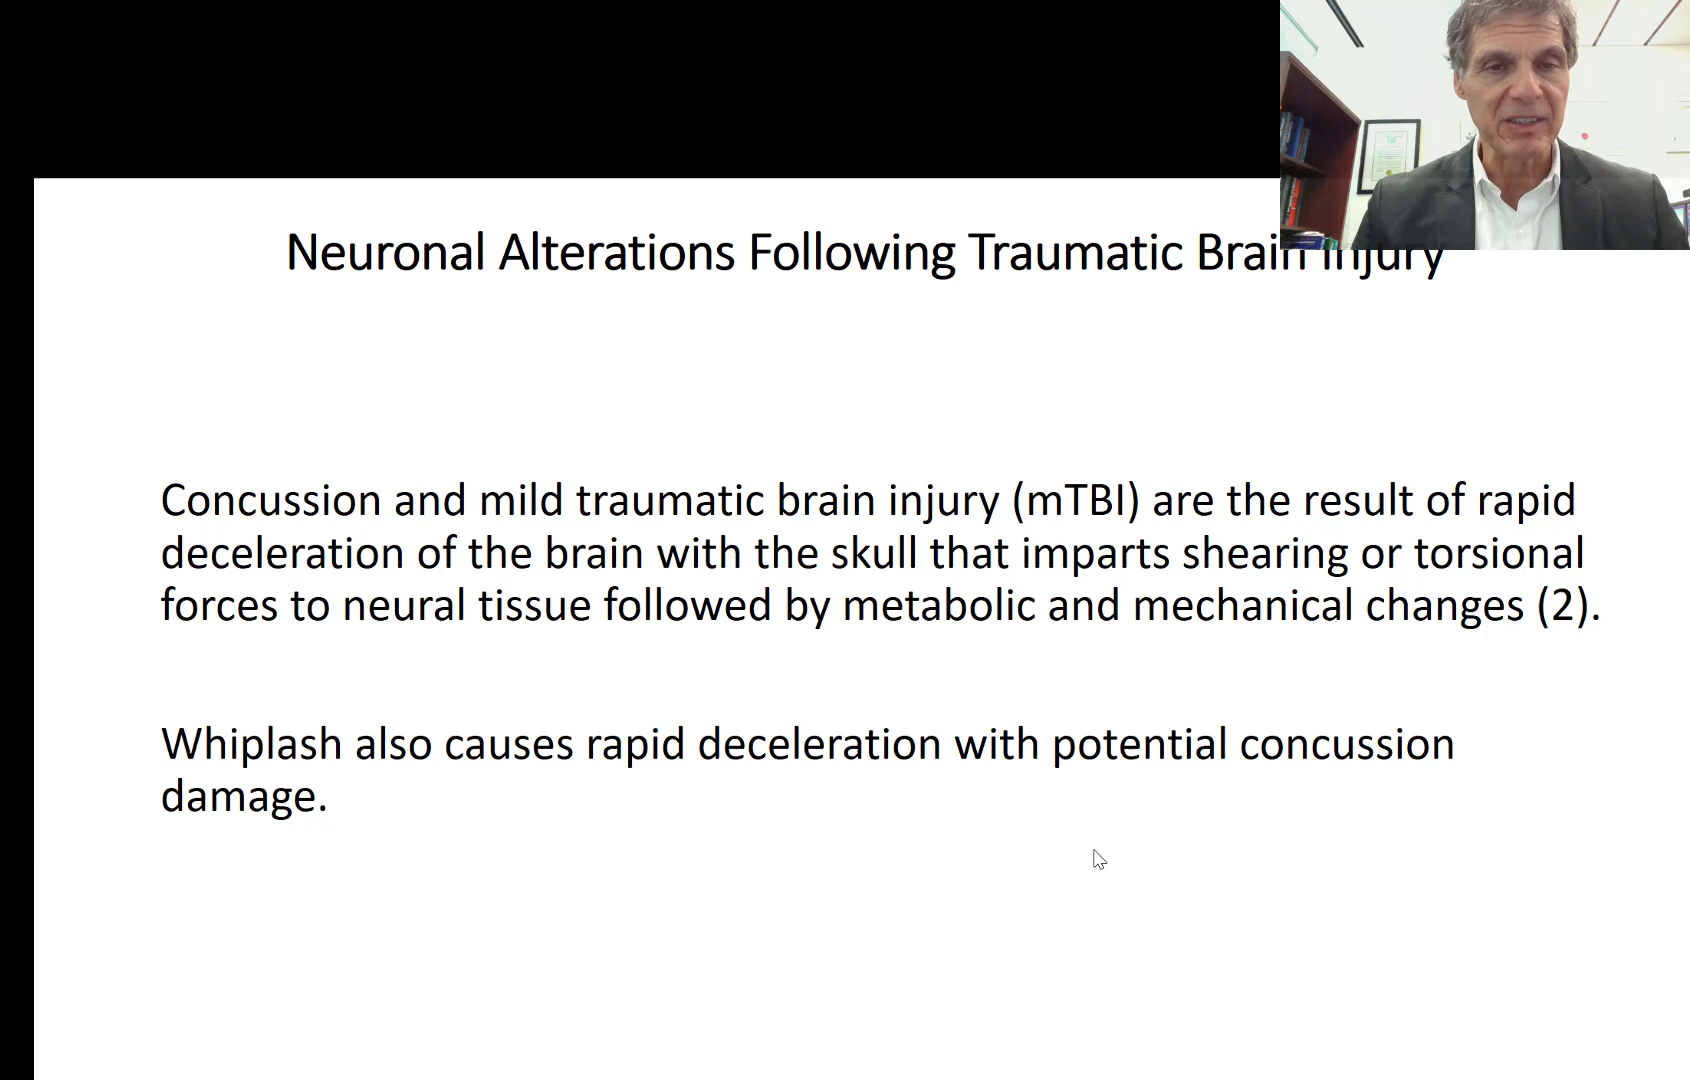 Neuronal Alterations Following Traumatic Brain Injury
Concussion and mild traumatic brain injury (mTBI) are the result of rapid
deceleration of the brain with the skull that imparts shearing or torsional
forces to neural tissue followed by metabolic and mechanical changes (2).
Whiplash also causes rapid deceleration with potential concussion
damage.